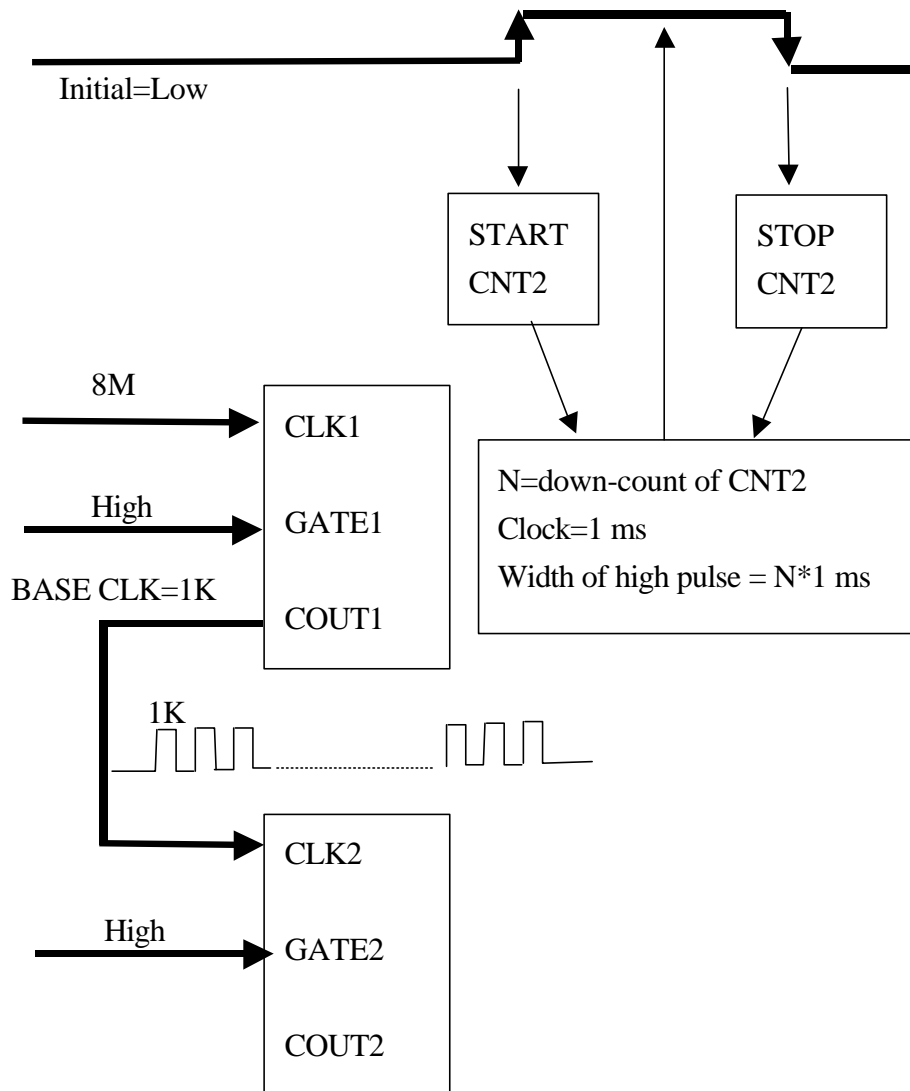 Initial=Low
START
CNT2
STOP
CNT2
8M
CLK1
High
GATE1
BASE CLK=1K
COUT1
N=down-count of CNT2
Clock=1 ms
Width of high pulse = N*1 ms
1K
CLK2
High
GATE2
COUT2